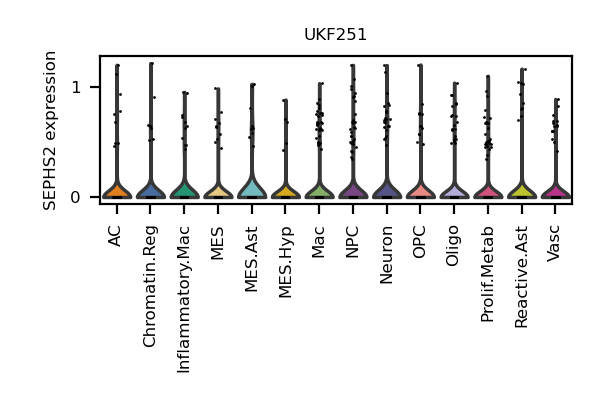 UKF251
SEPHS2 expression
1
0
AC
Chromatin.Reg
Inflammatory.Mac
MES
MES.Ast
MES.Hyp
Mac
NPC
Neuron
OPC
Oligo
Prolif.Metab
Reactive.Ast
Vasc